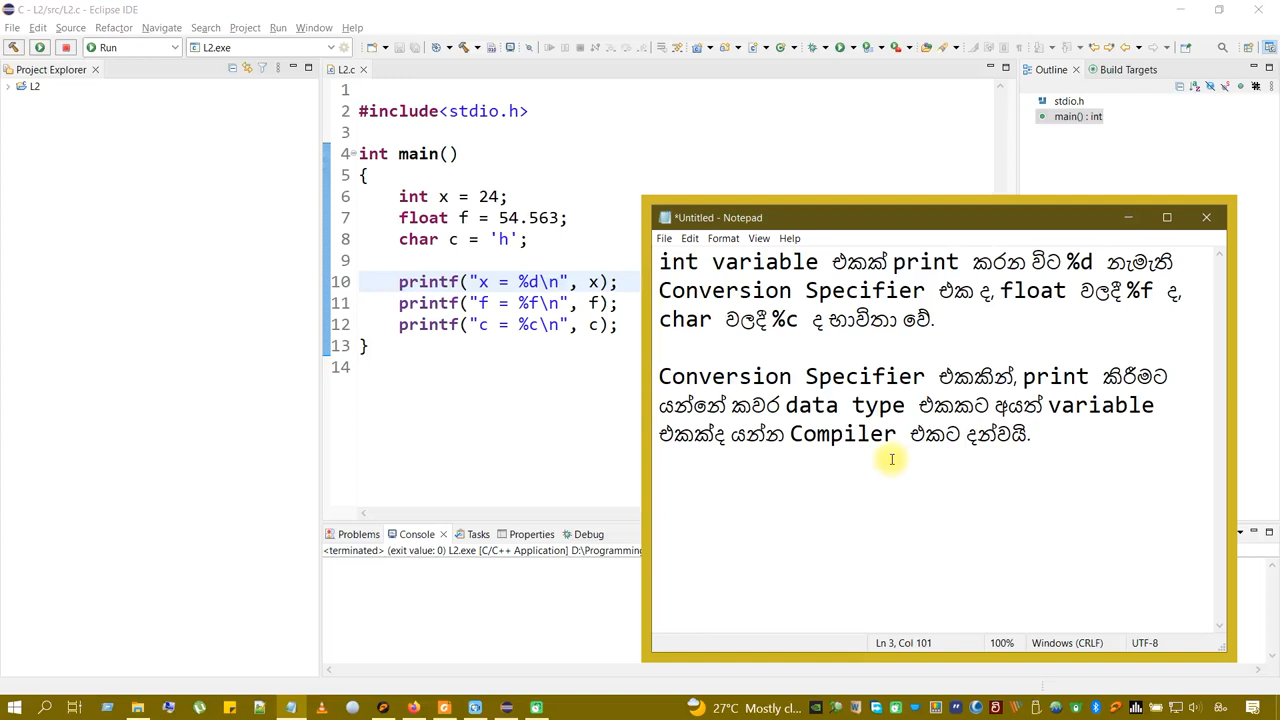 C - L2/src/L2.c - Eclipse IDE
File Edit Source Refactor Navigate Search Project Run Window Help
Run L2.exe
Project Explorer
L2
L2.c
1
2 #include<stdio.h>
3
4 int main()
5 {
6 int x = 24;
7 float f = 54.563;
8 char c = 'h';
9
10 printf("x = %d\n", x);
11 printf("f = %f\n", f);
12 printf("c = %c\n", c);
13 }
14
Outline Build Targets
stdio.h
main() : int
*Untitled - Notepad
File Edit Format View Help
int variable එකක් print කරන විට %d නැමැති
Conversion Specifier එක ද, float වලදී %f ද,
char වලදී %c ද භාවිතා වේ.
Conversion Specifier එකකින්, print කිරීමට
යන්නේ කවර data type එකකට අයත් variable
එකක්ද යන්න Compiler එකට දන්වයි.
Ln 3, Col 101 100% Windows (CRLF) UTF-8
Problems Console Tasks Properties Debug
<terminated> (exit value: 0) L2.exe [C/C++ Application] D:\Programming
27°C Mostly cl...